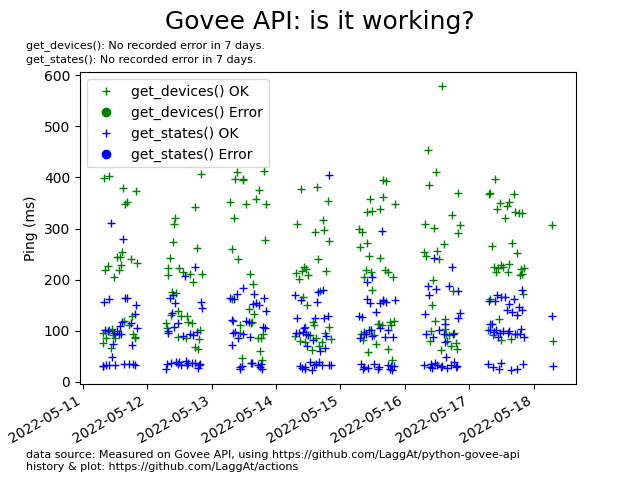 Govee API: is it working?
get_devices(): No recorded error in 7 days.
get_states(): No recorded error in 7 days.
600
500
400
300
200
100
0
Ping (ms)
get_devices() OK
get_devices() Error
get_states() OK
get_states() Error
2022-05-11
2022-05-12
2022-05-13
2022-05-14
2022-05-15
2022-05-16
2022-05-17
2022-05-18
data source: Measured on Govee API, using https://github.com/LaggAt/python-govee-api
history & plot: https://github.com/LaggAt/actions